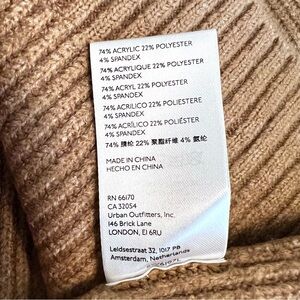 74% ACRYLIC 22% POLYESTER
4% SPANDEX
74% ACRYLIQUE 22% POLYESTER
4% SPANDEX
74% ACRYL 22% POLYESTER
4% SPANDEX
74% ACRILICO 22% POLIESTERE
4% SPANDEX
74% ACRÍLICO 22% POLIÉSTER
4% SPANDEX
74% 腈纶 22% 聚酯纤维 4% 氨纶
MADE IN CHINA
HECHO EN CHINA
RN 66170
CA 32054
Urban Outfitters, Inc.
146 Brick Lane
LONDON, E1 6RU
Leidsestraat 32, 1017 PB
Amsterdam, Netherlands